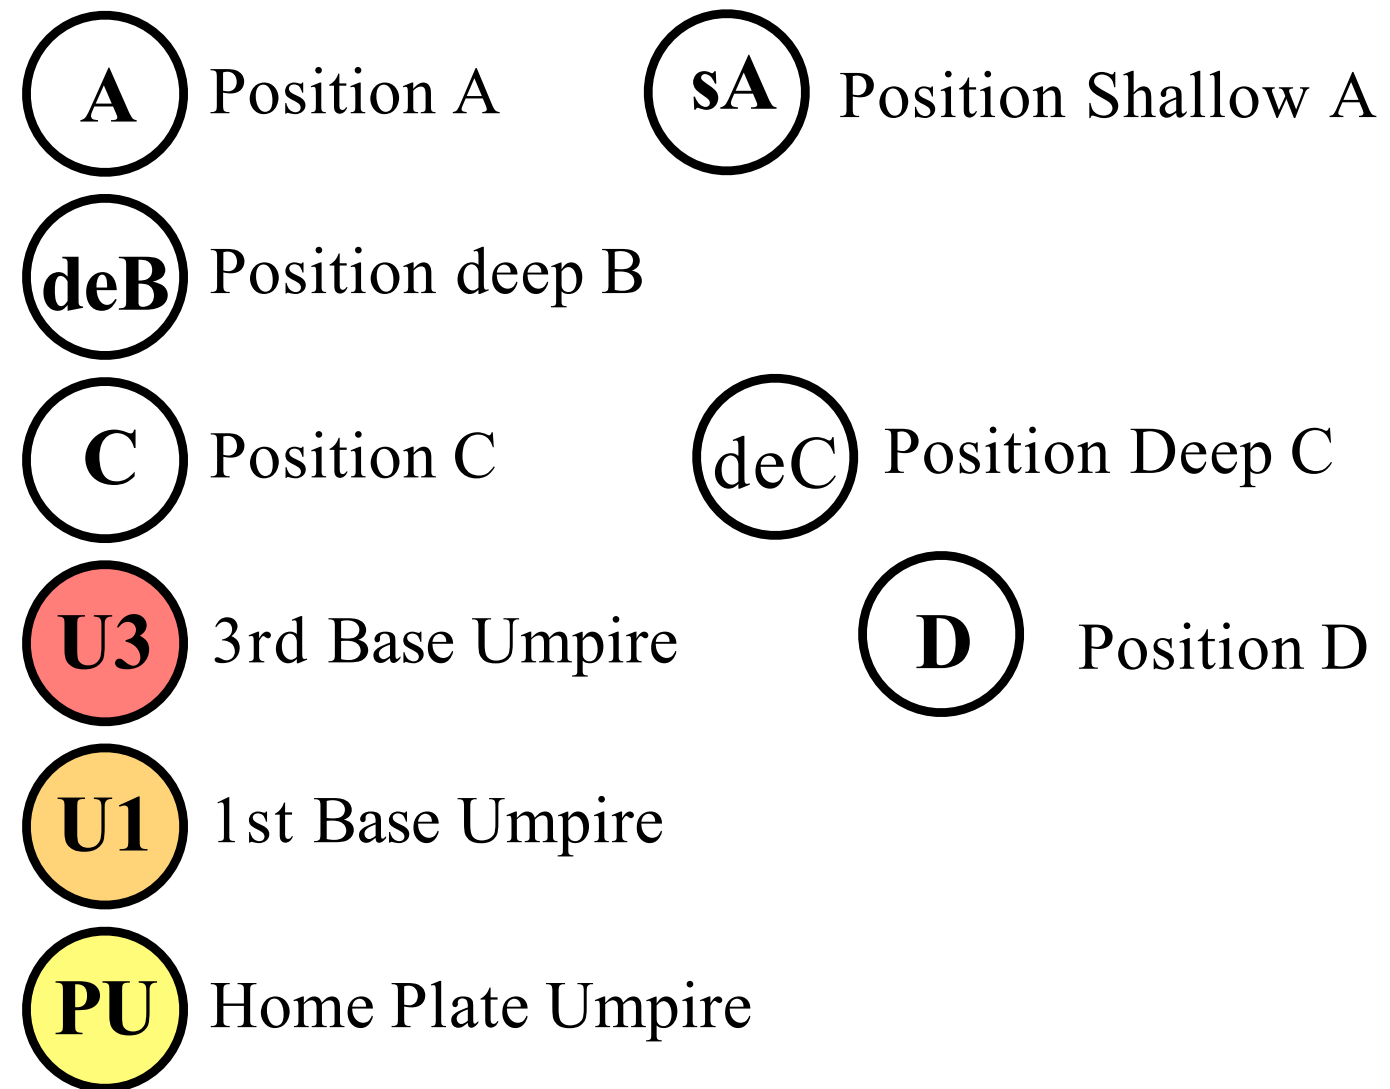 A Position A sA Position Shallow A
deB Position deep B
C Position C deC Position Deep C
U3 3rd Base Umpire D Position D
U1 1st Base Umpire
PU Home Plate Umpire